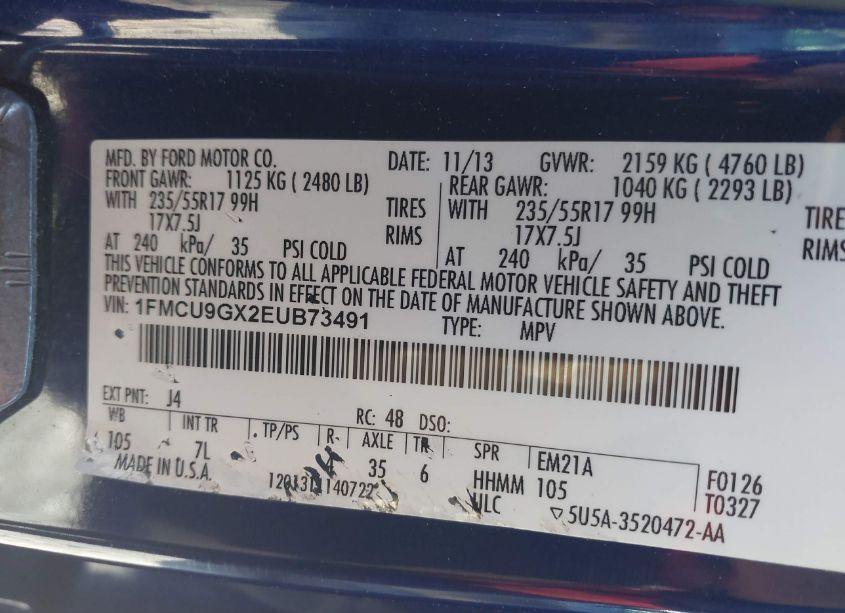 MFD. BY FORD MOTOR CO. DATE: 11/13 GVWR: 2159 KG ( 4760 LB)
FRONT GAWR: 1125 KG ( 2480 LB) REAR GAWR: 1040 KG ( 2293 LB)
WITH 235/55R17 99H TIRES WITH 235/55R17 99H TIRE
17X7.5J RIMS 17X7.5J RIMS
AT 240 kPa/ 35 PSI COLD AT 240 kPa/ 35 PSI COLD
THIS VEHICLE CONFORMS TO ALL APPLICABLE FEDERAL MOTOR VEHICLE SAFETY AND THEFT
PREVENTION STANDARDS IN EFFECT ON THE DATE OF MANUFACTURE SHOWN ABOVE.
VIN: 1FMCU9GX2EUB73491 TYPE: MPV
EXT PNT: J4 RC: 48 DSO:
WB INT TR TP/PS R AXLE TR SPR EM21A F0126
105 7L 35 6 HHMM 105 T0327
MADE IN U.S.A. ULC ▽5U5A-3520472-AA